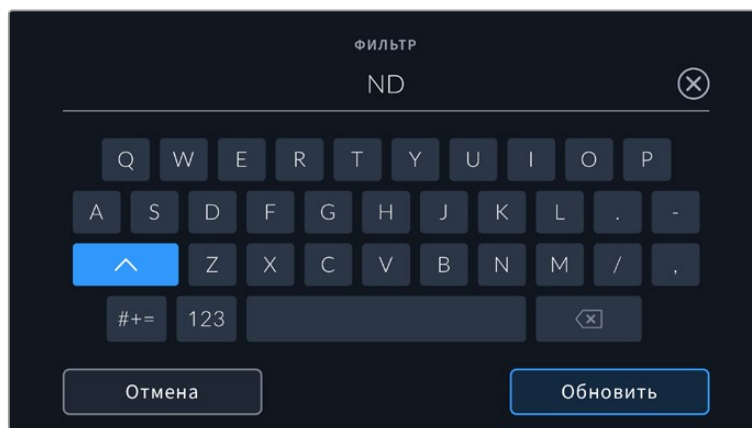 ФИЛЬТР
ND
Q W E R T Y U I O P
A S D F G H J K L . -
Z X C V B N M / ,
#+= 123
Отмена Обновить